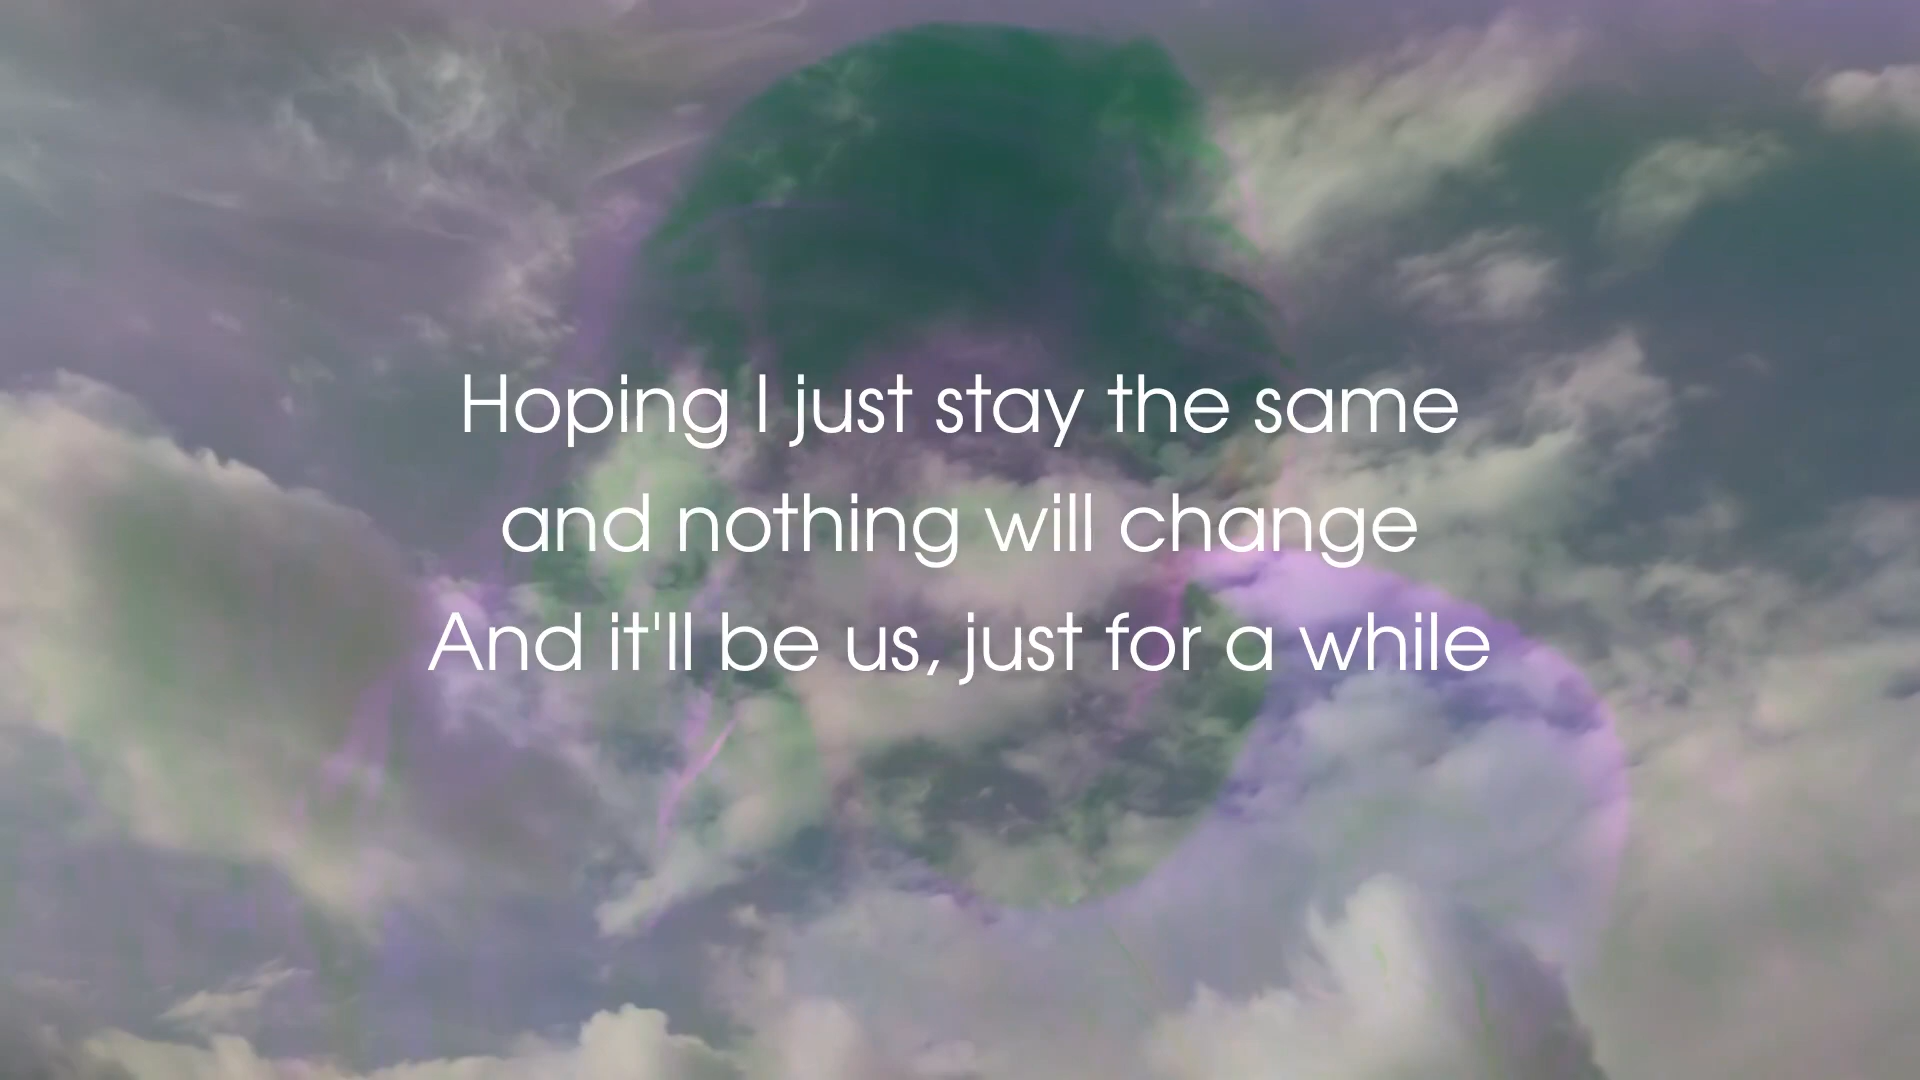 Hoping I just stay the same
and nothing will change
And it'll be us, just for a while